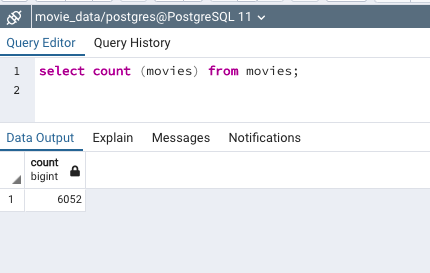 movie_data/postgres@PostgreSQL 11
Query Editor Query History
1 select count (movies) from movies;
2
Data Output Explain Messages Notifications
count
bigint
1 6052